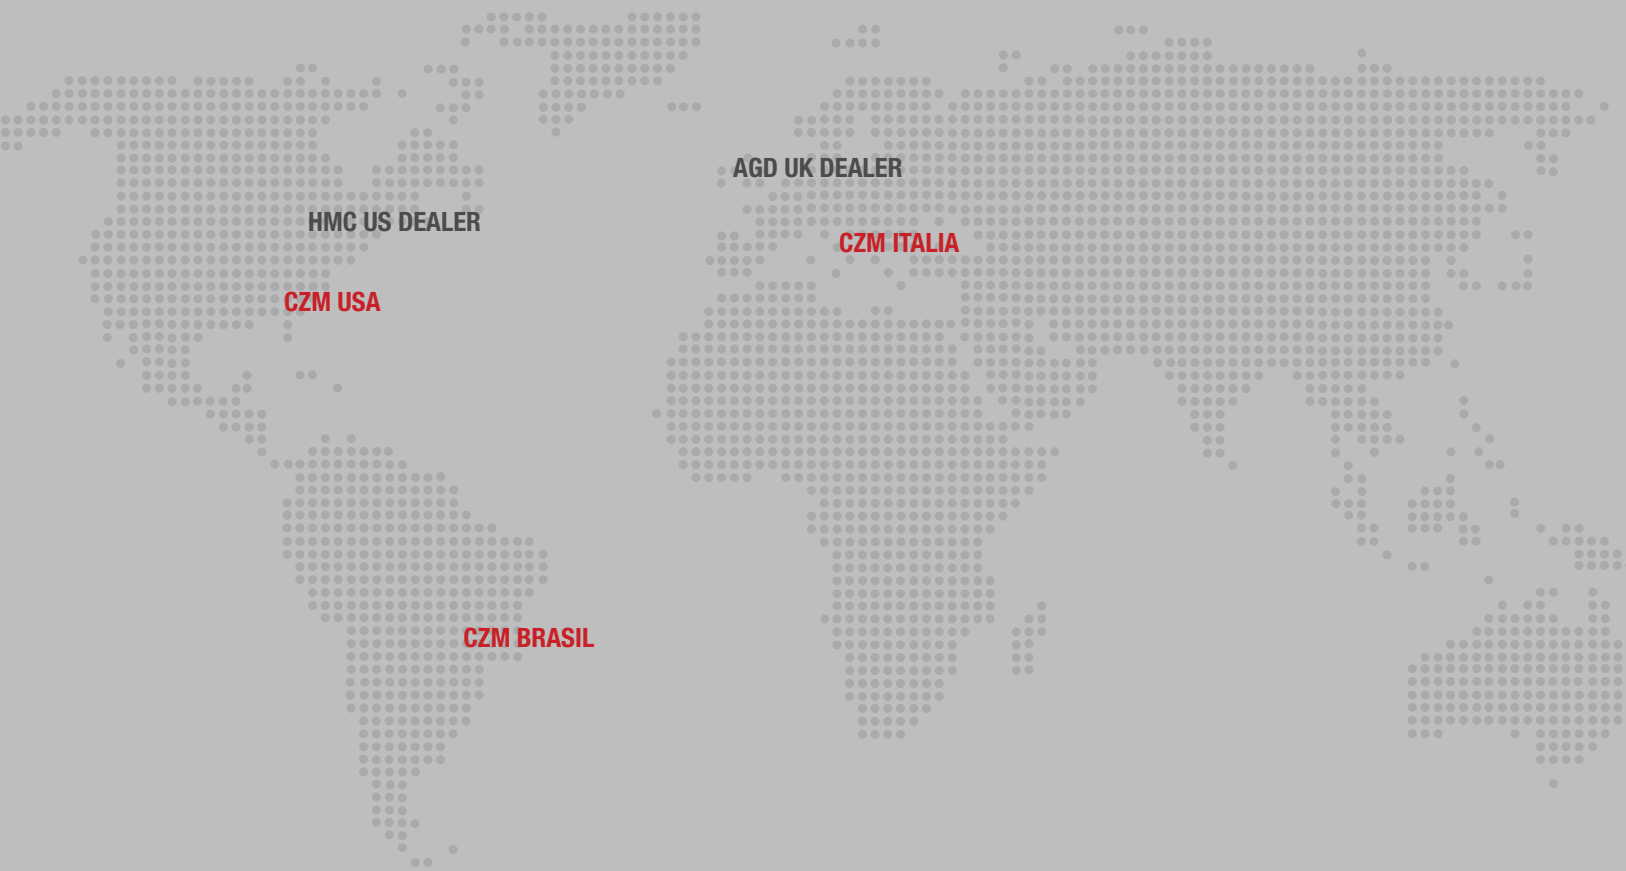 AGD UK DEALER
HMC US DEALER
CZM ITALIA
CZM USA
CZM BRASIL